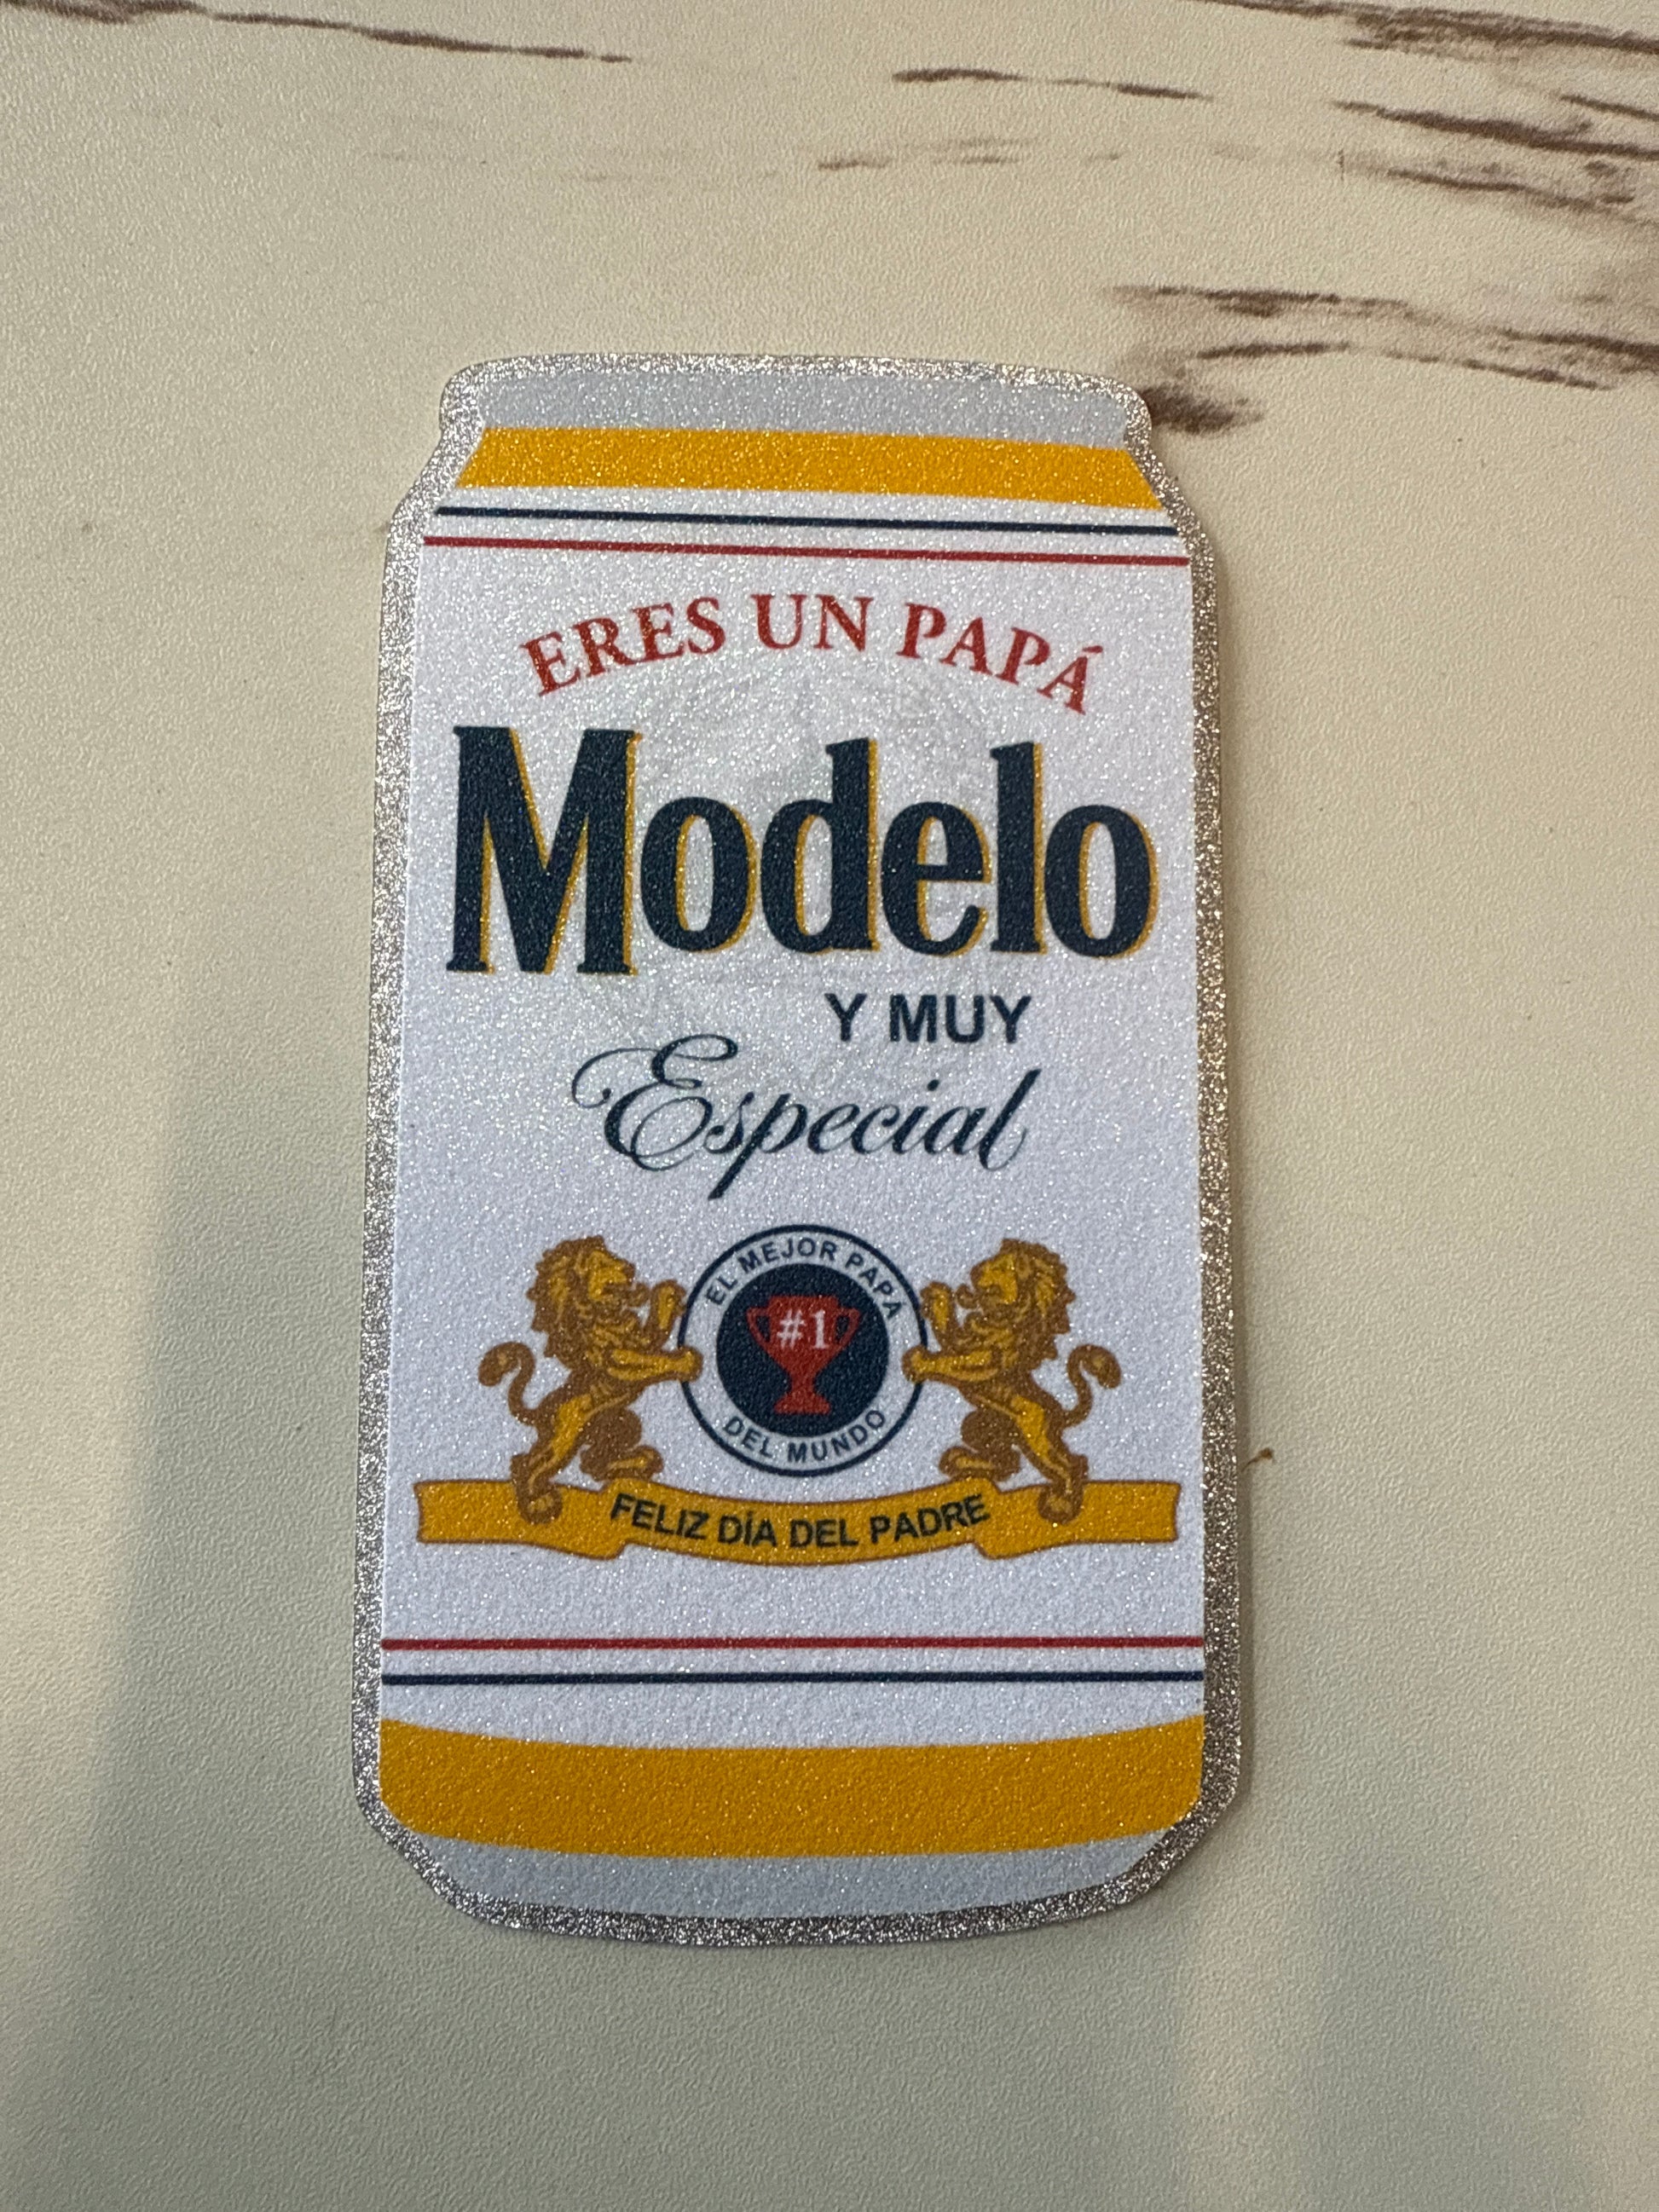 ERES UN PAPÁ
Modelo
Y MUY
Especial
EL MEJOR PAPÁ
#1
DEL MUNDO
FELIZ DÍA DEL PADRE